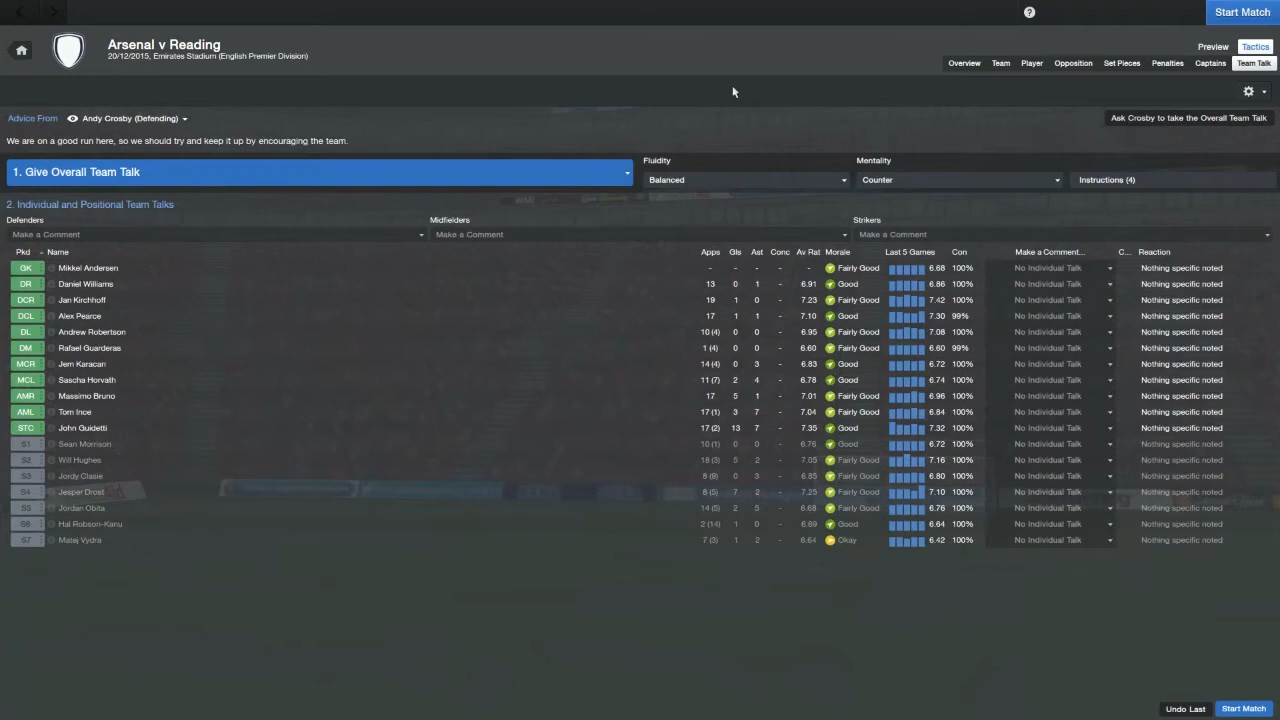 Start Match
Arsenal v Reading
20/12/2015, Emirates Stadium (English Premier Division)
Preview Tactics
Overview Team Player Opposition Set Pieces Penalties Captains Team Talk
Advice From Andy Crosby (Defending) Ask Crosby to take the Overall Team Talk
We are on a good run here, so we should try and keep it up by encouraging the team.
Fluidity Mentality
1. Give Overall Team Talk Balanced Counter Instructions (4)
2. Individual and Positional Team Talks
Defenders Midfielders Strikers
Make a Comment Make a Comment Make a Comment
Pkd Name Apps Gls Ast Conc Av Rat Morale Last 5 Games Con Make a Comment... C... Reaction
GK Mikkel Andersen - - - - - Fairly Good 6.68 100% No Individual Talk Nothing specific noted
DR Daniel Williams 13 0 1 - 6.91 Good 6.86 100% No Individual Talk Nothing specific noted
DCR Jan Kirchhoff 19 1 0 - 7.23 Fairly Good 7.42 100% No Individual Talk Nothing specific noted
DCL Alex Pearce 17 1 1 - 7.10 Good 7.30 99% No Individual Talk Nothing specific noted
DL Andrew Robertson 10 (4) 0 0 - 6.95 Fairly Good 7.08 100% No Individual Talk Nothing specific noted
DM Rafael Guarderas 1 (4) 0 0 - 6.60 Fairly Good 6.60 99% No Individual Talk Nothing specific noted
MCR Jem Karacan 14 (4) 0 3 - 6.83 Good 6.72 100% No Individual Talk Nothing specific noted
MCL Sascha Horvath 11 (7) 2 4 - 6.78 Good 6.74 100% No Individual Talk Nothing specific noted
AMR Massimo Bruno 17 5 1 - 7.01 Fairly Good 6.96 100% No Individual Talk Nothing specific noted
AML Tom Ince 17 (1) 3 7 - 7.04 Fairly Good 6.84 100% No Individual Talk Nothing specific noted
STC John Guidetti 17 (2) 13 7 - 7.35 Good 7.32 100% No Individual Talk Nothing specific noted
S1 Sean Morrison 10 (1) 0 0 - 6.76 Good 6.72 100% No Individual Talk Nothing specific noted
S2 Will Hughes 18 (3) 5 2 - 7.05 Fairly Good 7.16 100% No Individual Talk Nothing specific noted
S3 Jordy Clasie 8 (9) 0 3 - 6.85 Fairly Good 6.80 100% No Individual Talk Nothing specific noted
S4 Jesper Drost 8 (5) 7 2 - 7.25 Fairly Good 7.10 100% No Individual Talk Nothing specific noted
S5 Jordan Obita 14 (5) 2 5 - 6.68 Fairly Good 6.76 100% No Individual Talk Nothing specific noted
S6 Hal Robson-Kanu 2 (14) 1 0 - 6.69 Good 6.64 100% No Individual Talk Nothing specific noted
S7 Matej Vydra 7 (3) 1 2 - 6.64 Okay 6.42 100% No Individual Talk Nothing specific noted
Undo Last Start Match